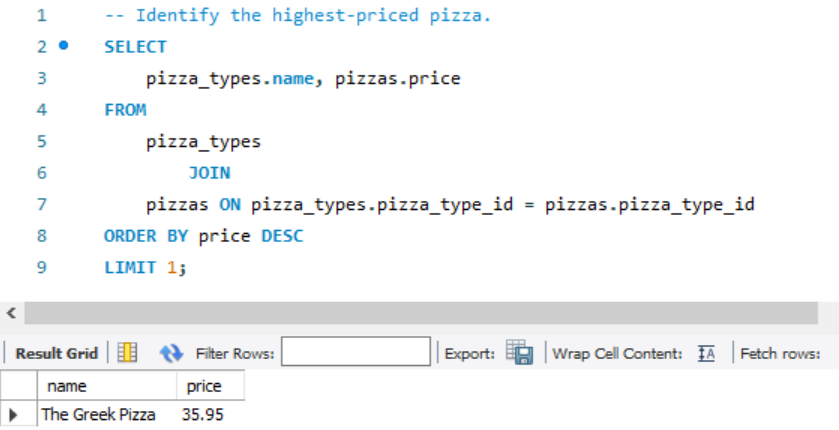 1 -- Identify the highest-priced pizza.
2 SELECT
3 pizza_types.name, pizzas.price
4 FROM
5 pizza_types
6 JOIN
7 pizzas ON pizza_types.pizza_type_id = pizzas.pizza_type_id
8 ORDER BY price DESC
9 LIMIT 1;
Result Grid Filter Rows: Export: Wrap Cell Content: IA Fetch rows:
name price
The Greek Pizza 35.95